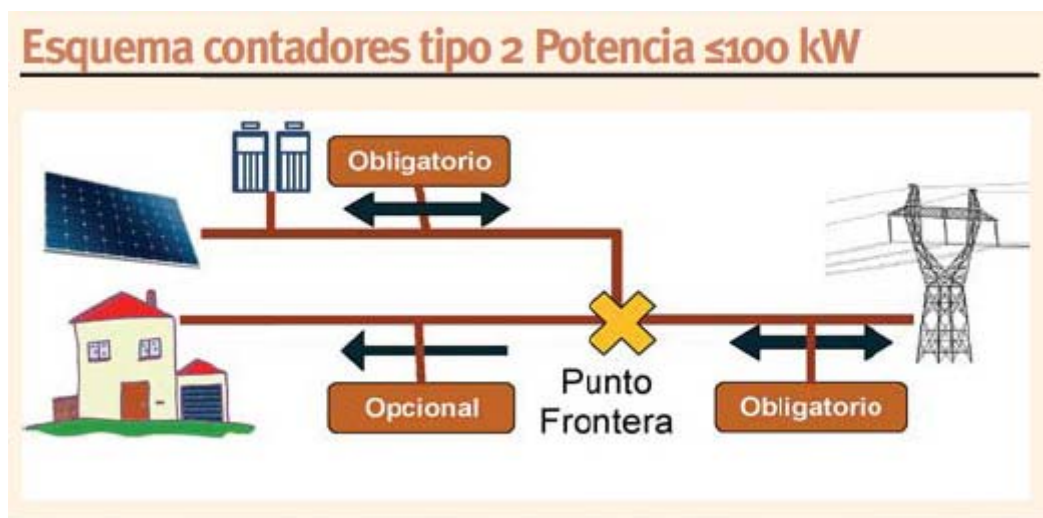 Esquema contadores tipo 2 Potencia ≤100 kW
Obligatorio
Opcional
Punto
Frontera
Obligatorio